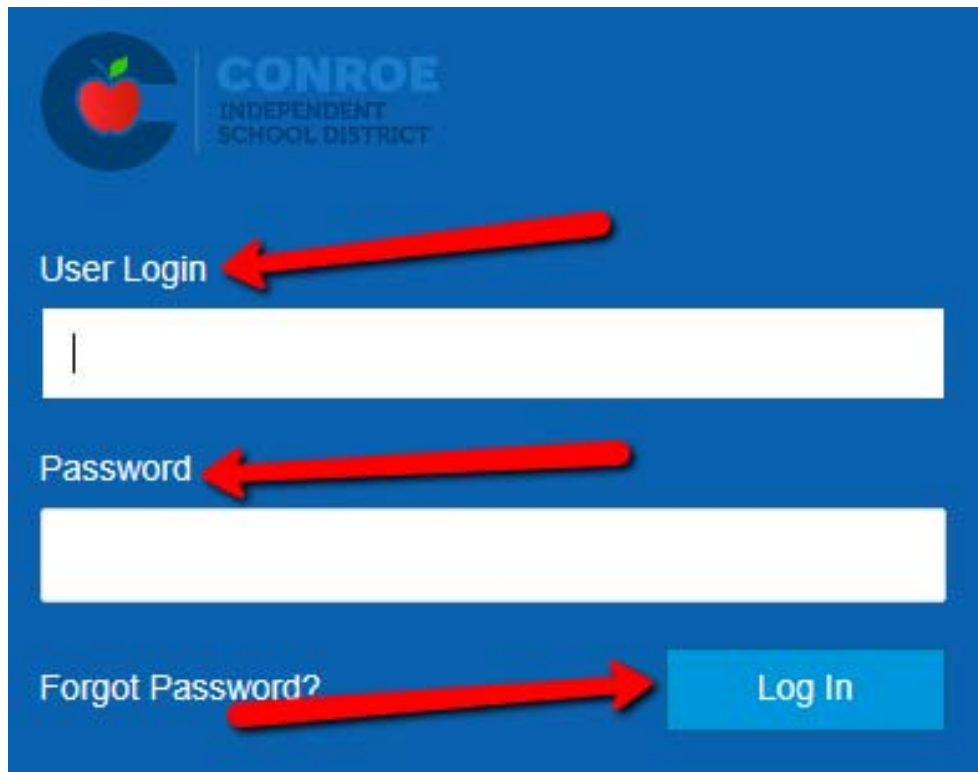 CONROE
INDEPENDENT
SCHOOL DISTRICT
User Login
Password
Forgot Password?
Log In